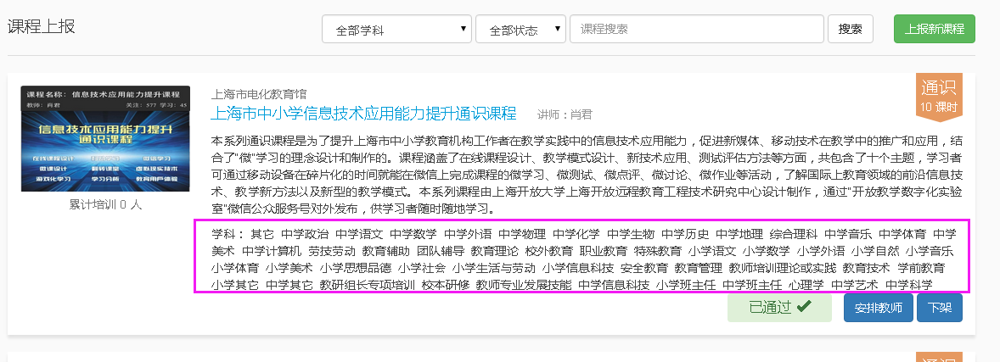 课程上报
全部学科
全部状态
课程搜索
搜索
上报新课程
课程名称：信息技术应用能力提升课程
教师：肖君 关注：577 学习：45
信息技术应用能力提升
通识课程
在线课程设计
微信学习
微课设计 翻转课堂 虚拟现实技术
游戏化学习 学习分析 教育用户体验
累计培训 0 人
上海市电化教育馆
上海市中小学信息技术应用能力提升通识课程 讲师：肖君
通识
10 课时
本系列通识课程是为了提升上海市中小学教育机构工作者在教学实践中的信息技术应用能力，促进新媒体、移动技术在教学中的推广和应用，结
合了"微"学习的理念设计和制作的。课程涵盖了在线课程设计、教学模式设计、新技术应用、测试评估方法等方面，共包含了十个主题，学习者
可通过移动设备在碎片化的时间就能在微信上完成课程的微学习、微测试、微点评、微讨论、微作业等活动，了解国际上教育领域的前沿信息技
术、教学新方法以及新型的教学模式。本系列课程由上海开放大学上海开放远程教育工程技术研究中心设计制作，通过"开放教学数字化实验
室"微信公众服务号对外发布，供学习者随时随地学习。
学科： 其它 中学政治 中学语文 中学数学 中学外语 中学物理 中学化学 中学生物 中学历史 中学地理 综合理科 中学音乐 中学体育 中学
美术 中学计算机 劳技劳动 教育辅助 团队辅导 教育理论 校外教育 职业教育 特殊教育 小学语文 小学数学 小学外语 小学自然 小学音乐
小学体育 小学美术 小学思想品德 小学社会 小学生活与劳动 小学信息科技 安全教育 教育管理 教师培训理论或实践 教育技术 学前教育
小学其它 中学其它 教研组长专项培训 校本研修 教师专业发展技能 中学信息科技 小学班主任 中学班主任 心理学 中学艺术 中学科学
已通过
安排教师
下架
通识